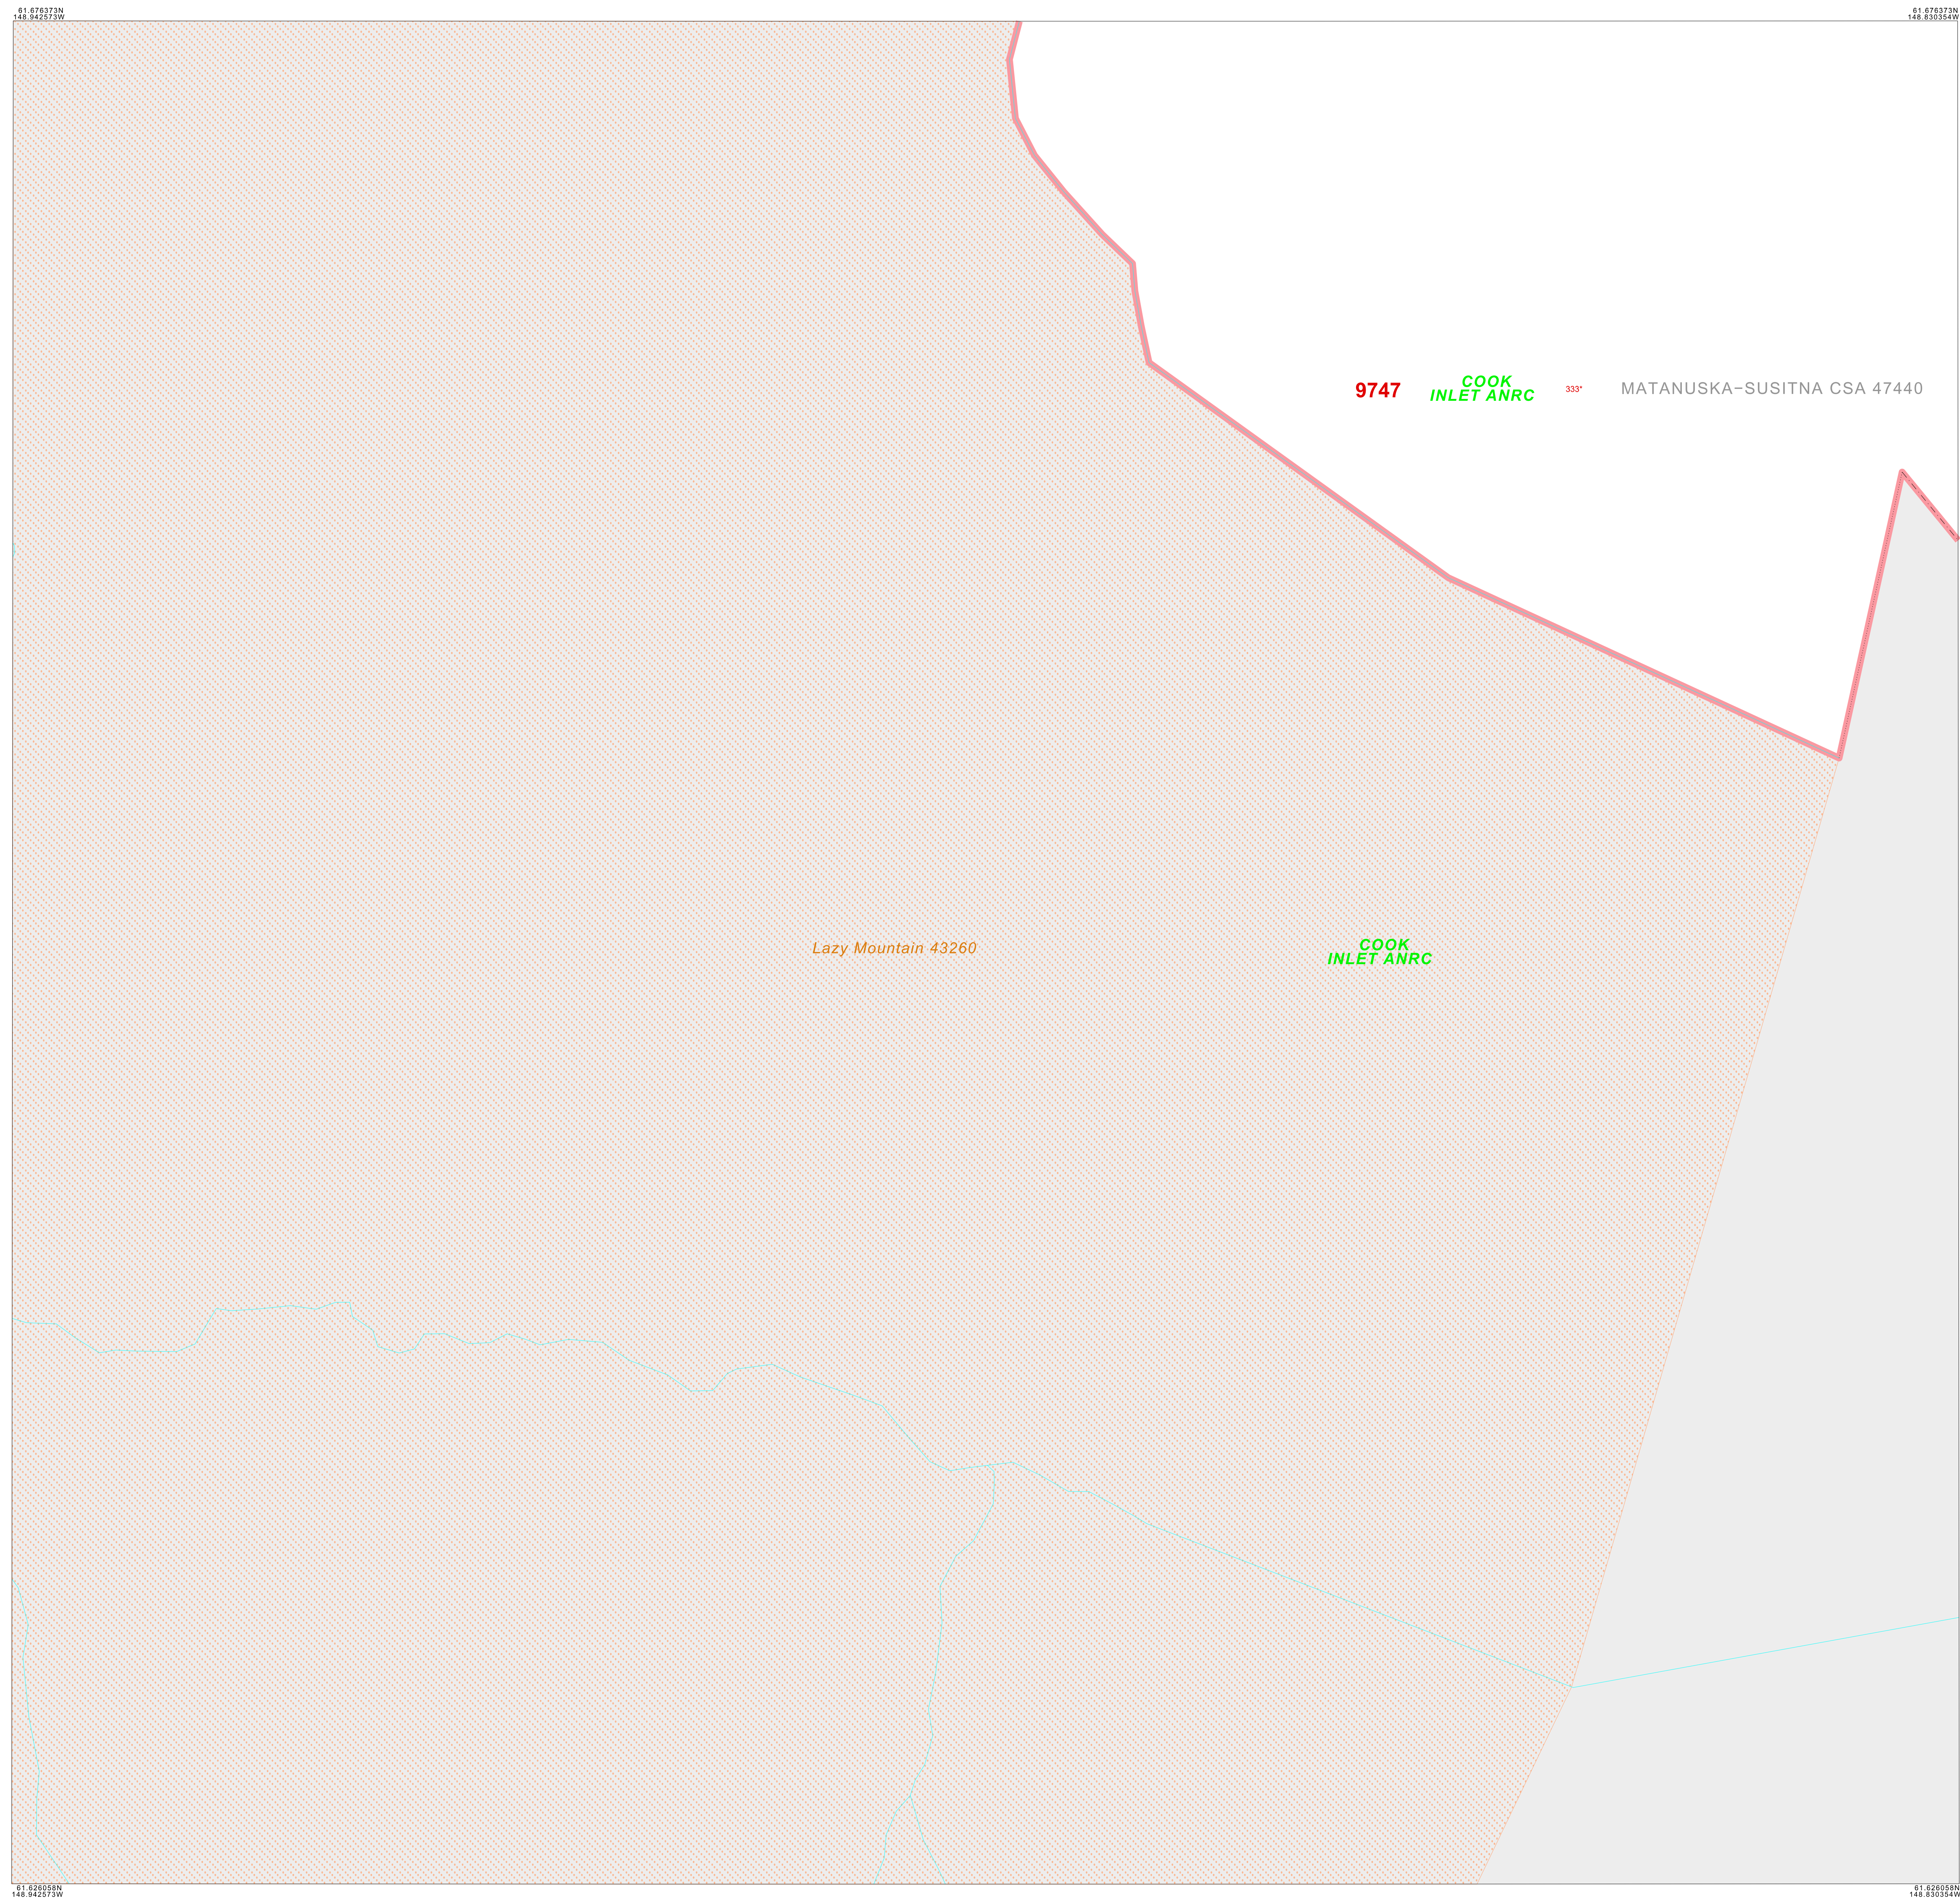 61.676373N
148.942573W
61.676373N
148.830354W
9747
COOK
INLET ANRC
333*
MATANUSKA-SUSITNA CSA 47440
Lazy Mountain 43260
COOK
INLET ANRC
61.626058N
148.942573W
61.626058N
148.830354W